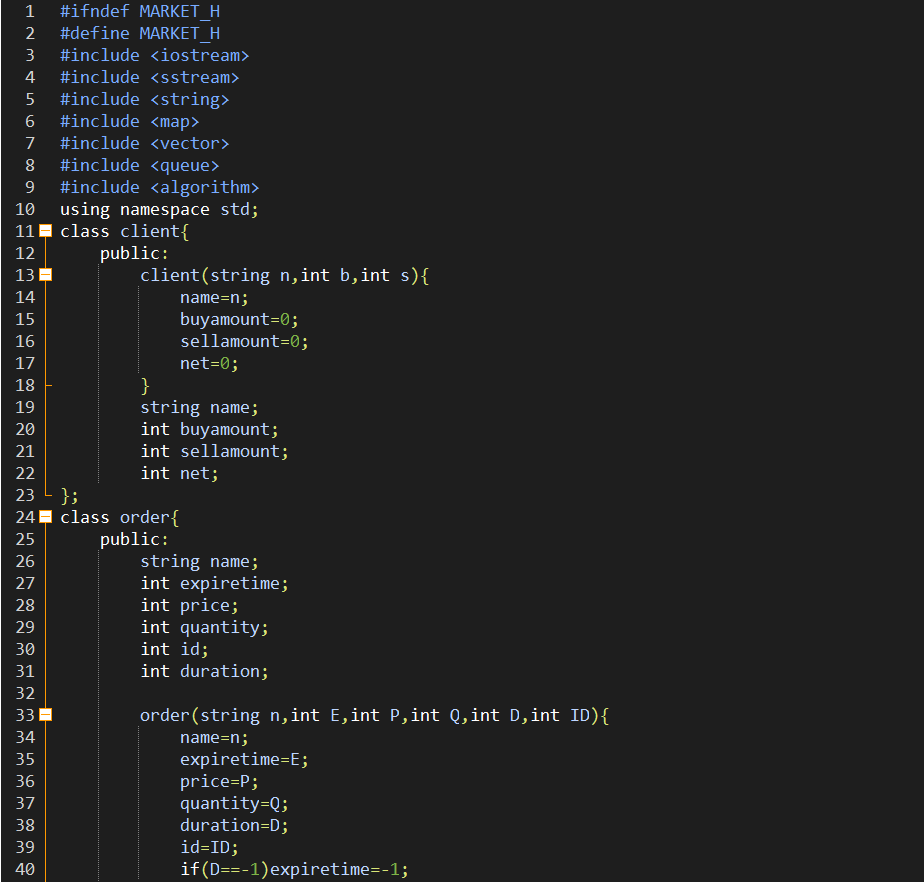 1 #ifndef MARKET_H
2 #define MARKET_H
3 #include <iostream>
4 #include <sstream>
5 #include <string>
6 #include <map>
7 #include <vector>
8 #include <queue>
9 #include <algorithm>
10 using namespace std;
11 class client{
12     public:
13         client(string n,int b,int s){
14             name=n;
15             buyamount=0;
16             sellamount=0;
17             net=0;
18         }
19         string name;
20         int buyamount;
21         int sellamount;
22         int net;
23 };
24 class order{
25     public:
26         string name;
27         int expiretime;
28         int price;
29         int quantity;
30         int id;
31         int duration;
32
33         order(string n,int E,int P,int Q,int D,int ID){
34             name=n;
35             expiretime=E;
36             price=P;
37             quantity=Q;
38             duration=D;
39             id=ID;
40             if(D==-1)expiretime=-1;